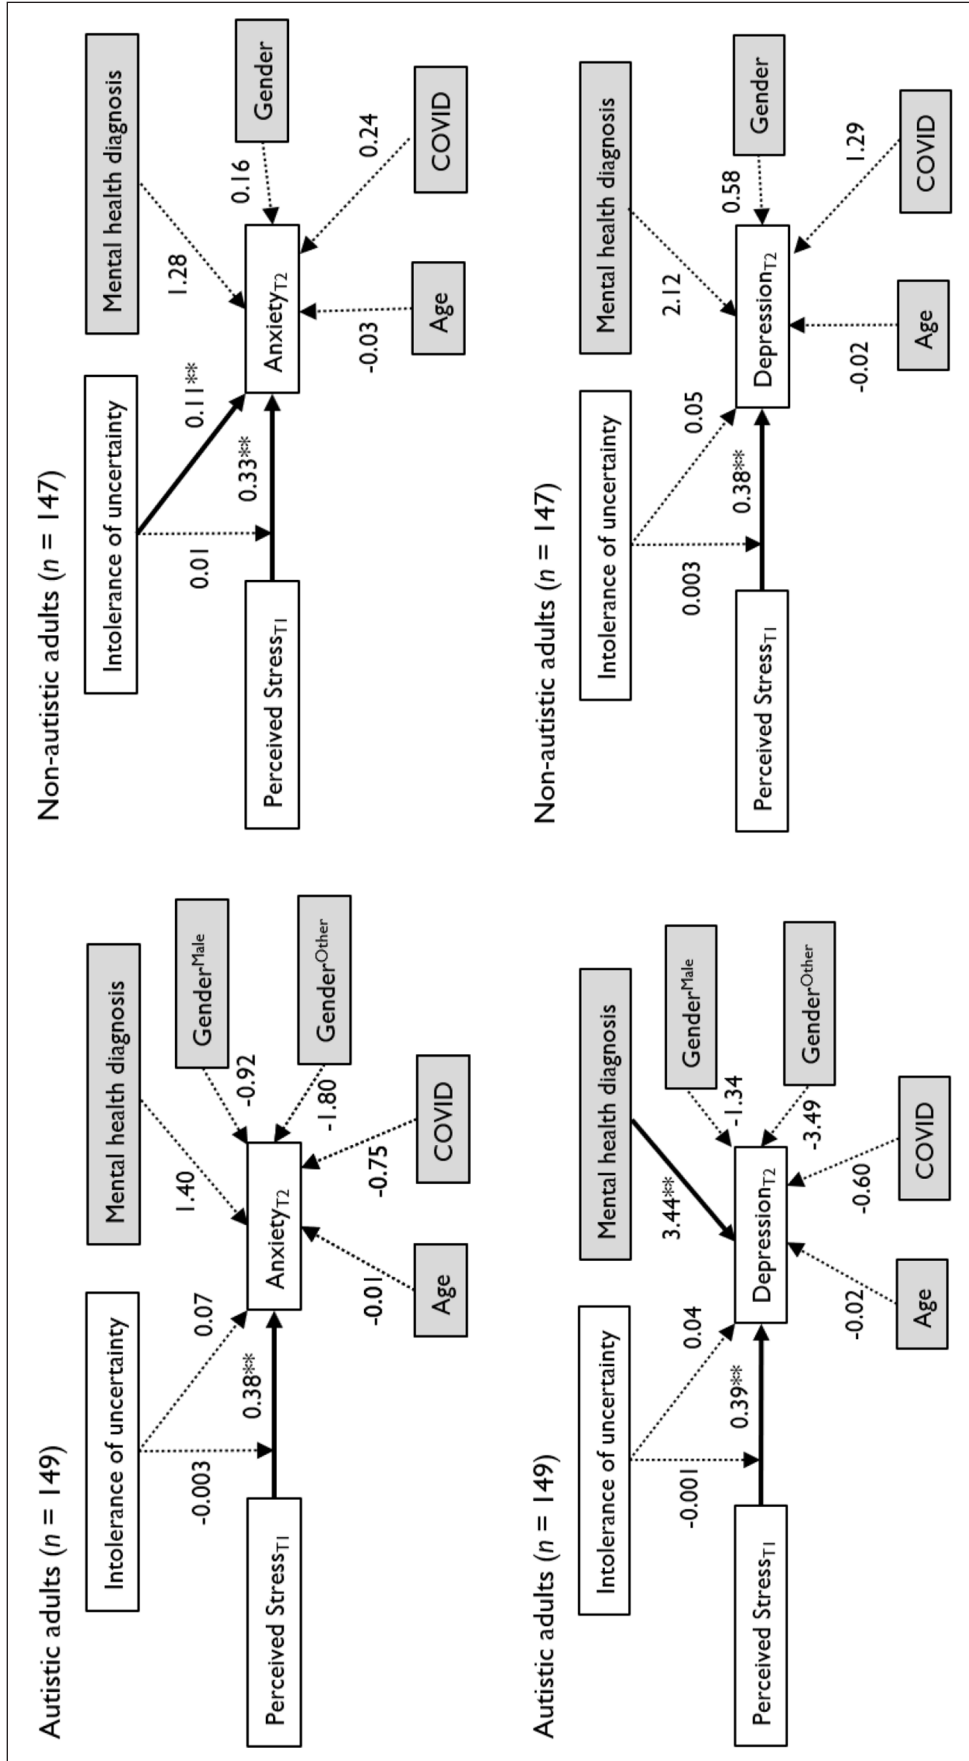 Autistic adults (n = 149)
Intolerance of uncertainty
Mental health diagnosis
-0.003
0.07
1.40
Gender^Male
-0.92
Perceived Stress_T1
0.38**
Anxiety_T2
-1.80
Gender^Other
-0.01
-0.75
Age
COVID
Non-autistic adults (n = 147)
Intolerance of uncertainty
Mental health diagnosis
0.01
0.11**
1.28
0.16
Gender
Perceived Stress_T1
0.33**
Anxiety_T2
-0.03
0.24
Age
COVID
Autistic adults (n = 149)
Intolerance of uncertainty
Mental health diagnosis
-0.001
0.04
3.44**
Gender^Male
-1.34
Perceived Stress_T1
0.39**
Depression_T2
-3.49
Gender^Other
-0.02
-0.60
Age
COVID
Non-autistic adults (n = 147)
Intolerance of uncertainty
Mental health diagnosis
0.003
0.05
2.12
0.58
Gender
Perceived Stress_T1
0.38**
Depression_T2
-0.02
1.29
Age
COVID